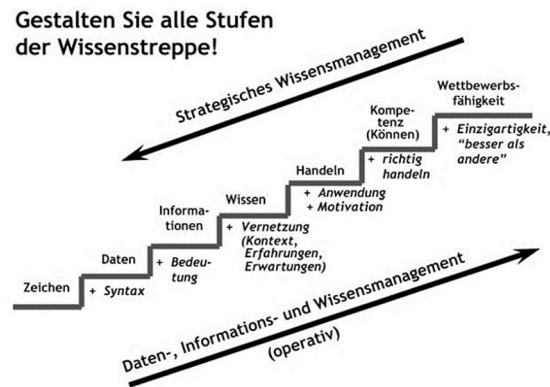 Gestalten Sie alle Stufen
der Wissenstreppe!
Strategisches Wissensmanagement
Zeichen
Daten
+ Syntax
Informa-
tionen
+ Bedeu-
tung
Wissen
+ Vernetzung
(Kontext,
Erfahrungen,
Erwartungen)
Handeln
+ Anwendung
+ Motivation
Kompe-
tenz
(Können)
+ richtig
handeln
Wettbewerbs-
fähigkeit
+ Einzigartigkeit,
"besser als
andere"
Daten-, Informations- und Wissensmanagement
(operativ)